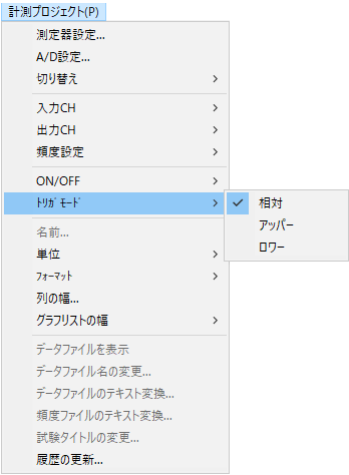 計測プロジェクト(P)
測定器設定...
A/D設定...
切り替え
入力CH
出力CH
頻度設定
ON/OFF
ﾄﾘｶﾞﾓｰﾄﾞ
相対
アッパー
ロワー
名前...
単位
ﾌｫｰﾏｯﾄ
列の幅...
グラフリストの幅
データファイルを表示
データファイル名の変更...
データファイルのテキスト変換...
頻度ファイルのテキスト変換...
試験タイトルの変更...
履歴の更新...